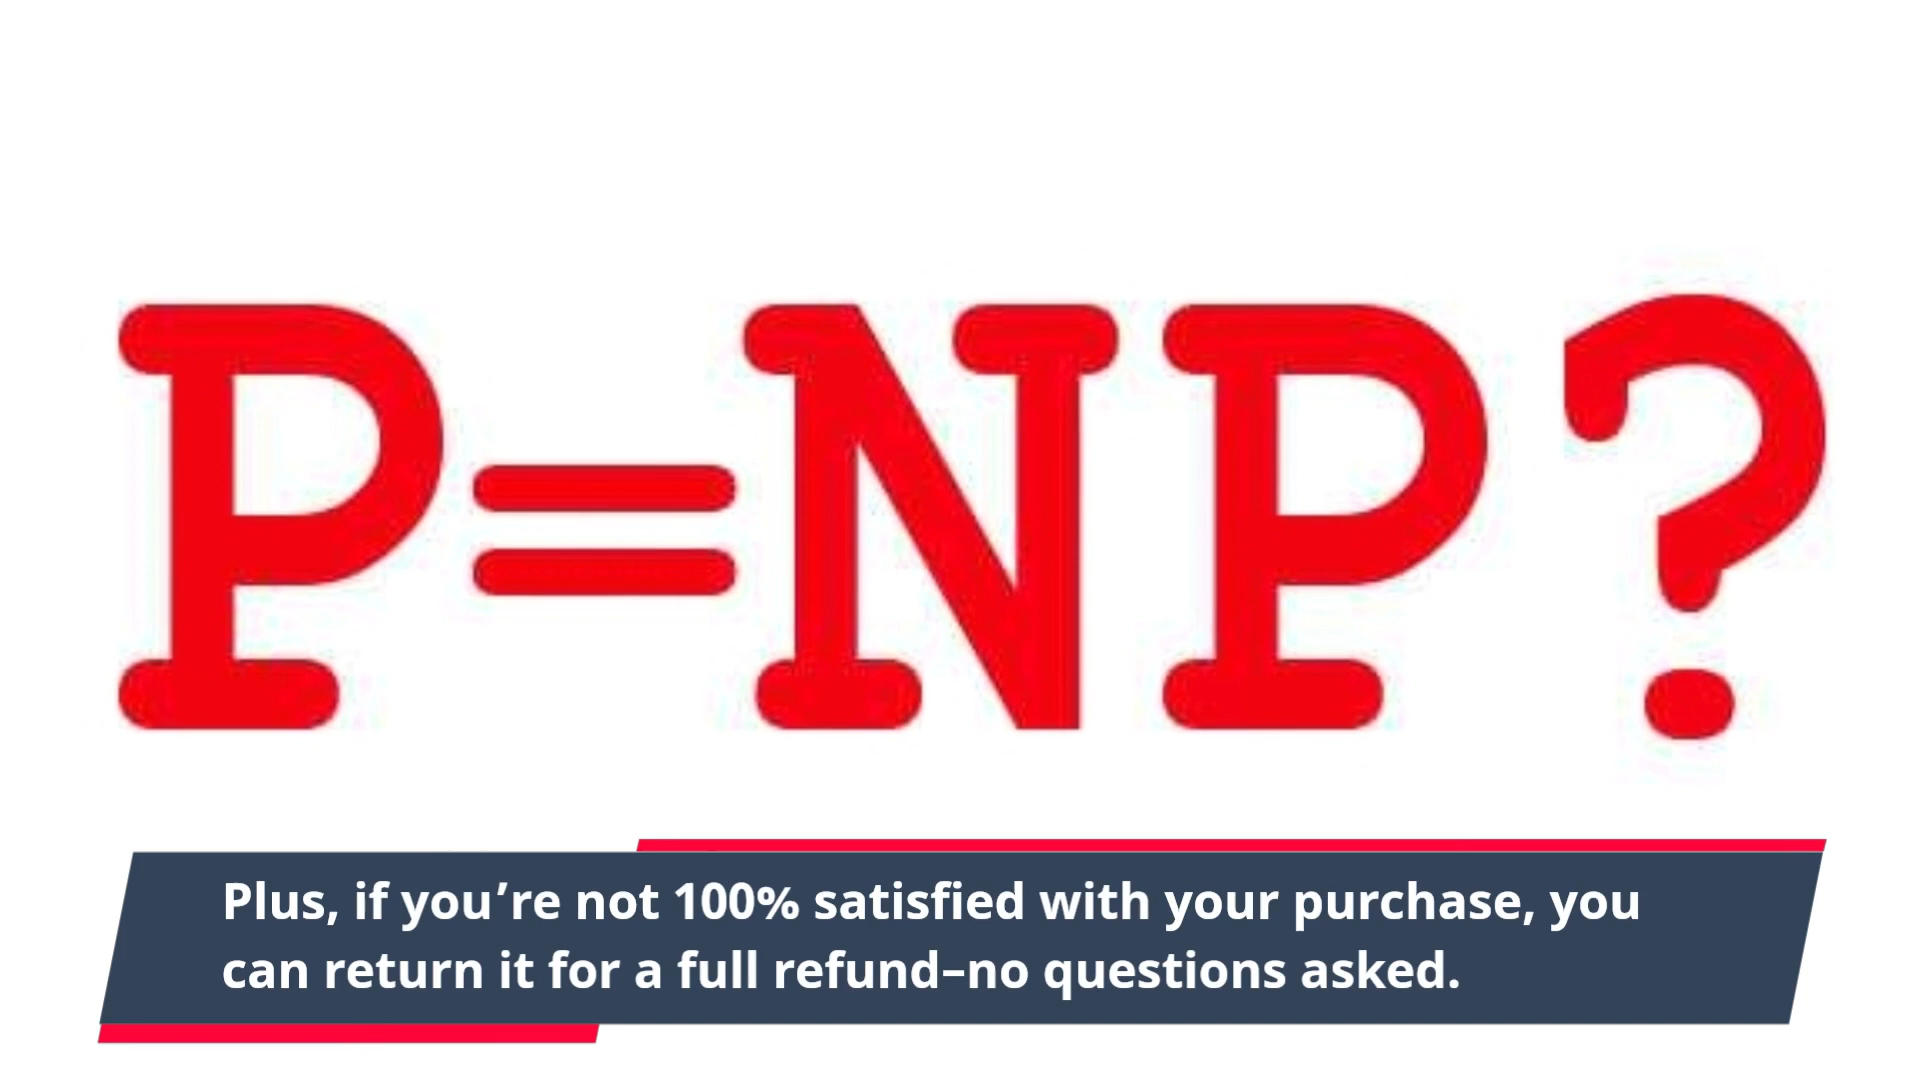 P=NP?
Plus, if you’re not 100% satisfied with your purchase, you
can return it for a full refund–no questions asked.